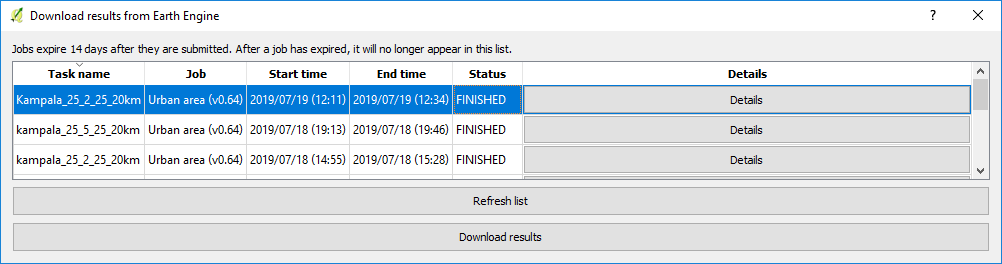 Download results from Earth Engine
Jobs expire 14 days after they are submitted. After a job has expired, it will no longer appear in this list.
Task name Job Start time End time Status Details
Kampala_25_2_25_20km Urban area (v0.64) 2019/07/19 (12:11) 2019/07/19 (12:34) FINISHED Details
kampala_25_5_25_20km Urban area (v0.64) 2019/07/18 (19:13) 2019/07/18 (19:46) FINISHED Details
kampala_25_2_25_20km Urban area (v0.64) 2019/07/18 (14:55) 2019/07/18 (15:28) FINISHED Details
Refresh list
Download results